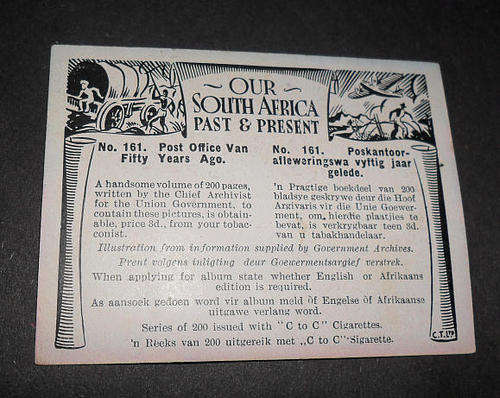 ~ OUR ~
SOUTH AFRICA
PAST & PRESENT
No. 161. Post Office Van
Fifty Years Ago.
A handsome volume of 200 pages,
written by the Chief Archivist
for the Union Government, to
contain these pictures, is obtain-
able, price 3d., from your tobac-
conist.
No. 161. Poskantoor-
alleweringswa vyftig jaar
gelede.
'n Pragtige boekdeel van 200
bladsye geskrywe deur die Hoof
Argivaris vir die Unie Goewer-
ment, om, hierdie plaatjies te
bevat, is verkrygbaar teen 3d.
van u tabakhandelaar.
Illustration from information supplied by Government Archives.
Prent volgens inligting deur Goewermentsargief verstrek.
When applying for album state whether English or Afrikaans
edition is required.
As aansoek gedoen word vir album meld òf Engelse òf Afrikaanse
uitgawe verlang word.
Series of 200 issued with "C to C" Cigarettes.
'n Reeks van 200 uitgereik met „C to C" Sigarette.
C.T. LTD